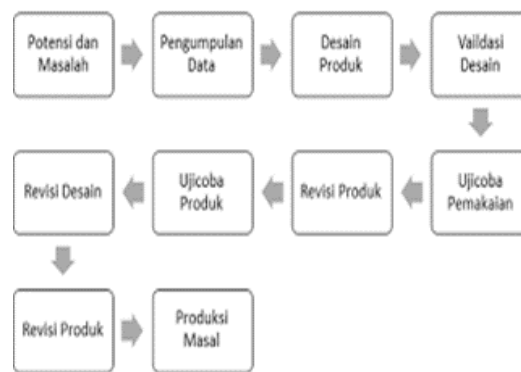 Potensi dan
Masalah
Pengumpulan
Data
Desain
Produk
Vaildasi
Desain
Ujicoba
Pemakaian
Revisi Produk
Ujicoba
Produk
Revisi Desain
Revisi Produk
Produksi
Masal